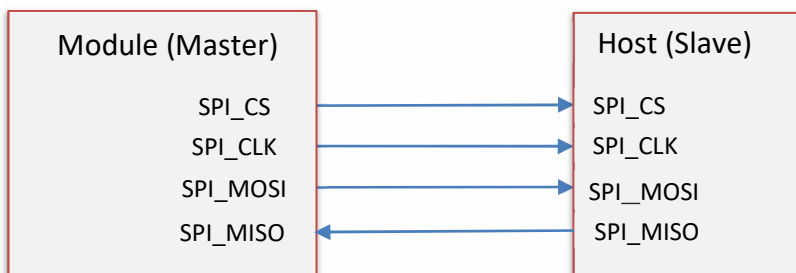 Module (Master)
SPI_CS
SPI_CLK
SPI_MOSI
SPI_MISO
Host (Slave)
SPI_CS
SPI_CLK
SPI__MOSI
SPI_MISO